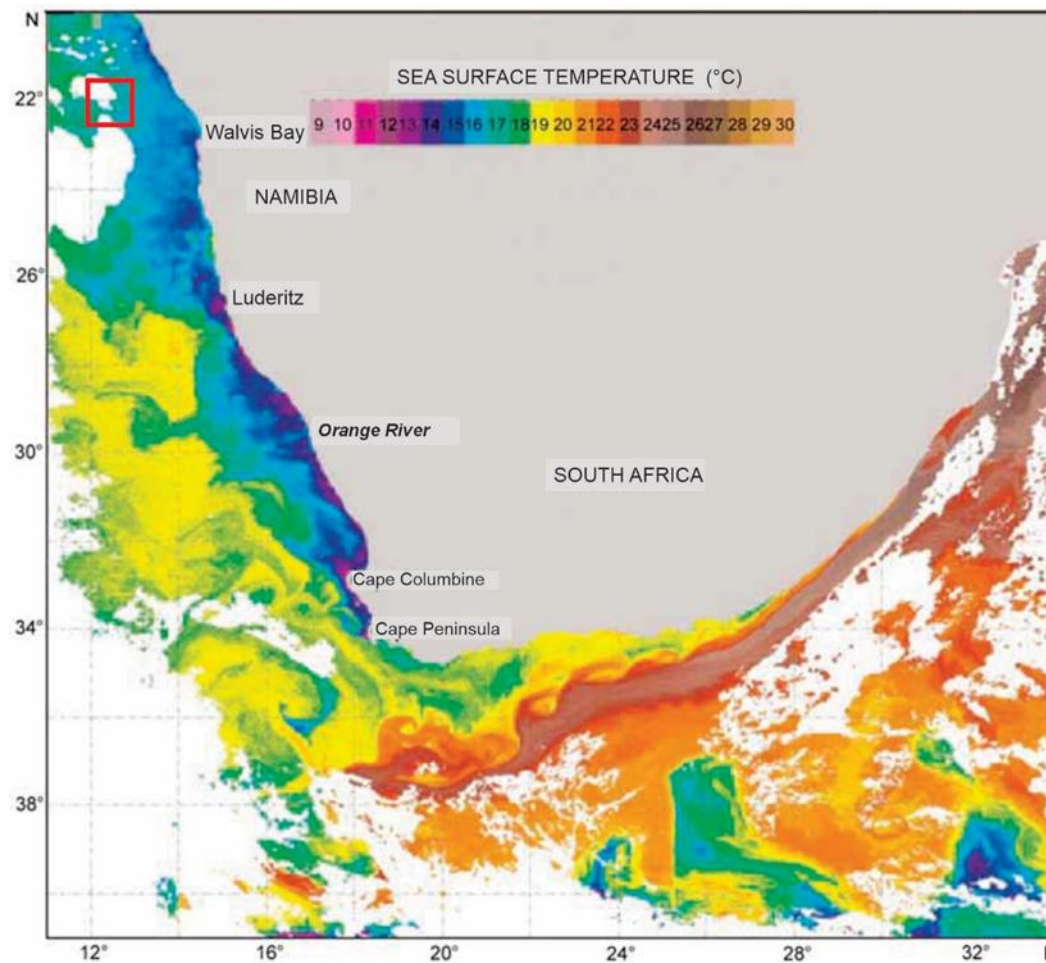 N
SEA SURFACE TEMPERATURE (°C)
22°
9 10 11 12 13 14 15 16 17 18 19 20 21 22 23 24 25 26 27 28 29 30
Walvis Bay
NAMIBIA
26°
Luderitz
Orange River
30°
SOUTH AFRICA
Cape Columbine
34°
Cape Peninsula
38°
12° 16° 20° 24° 28° 32°